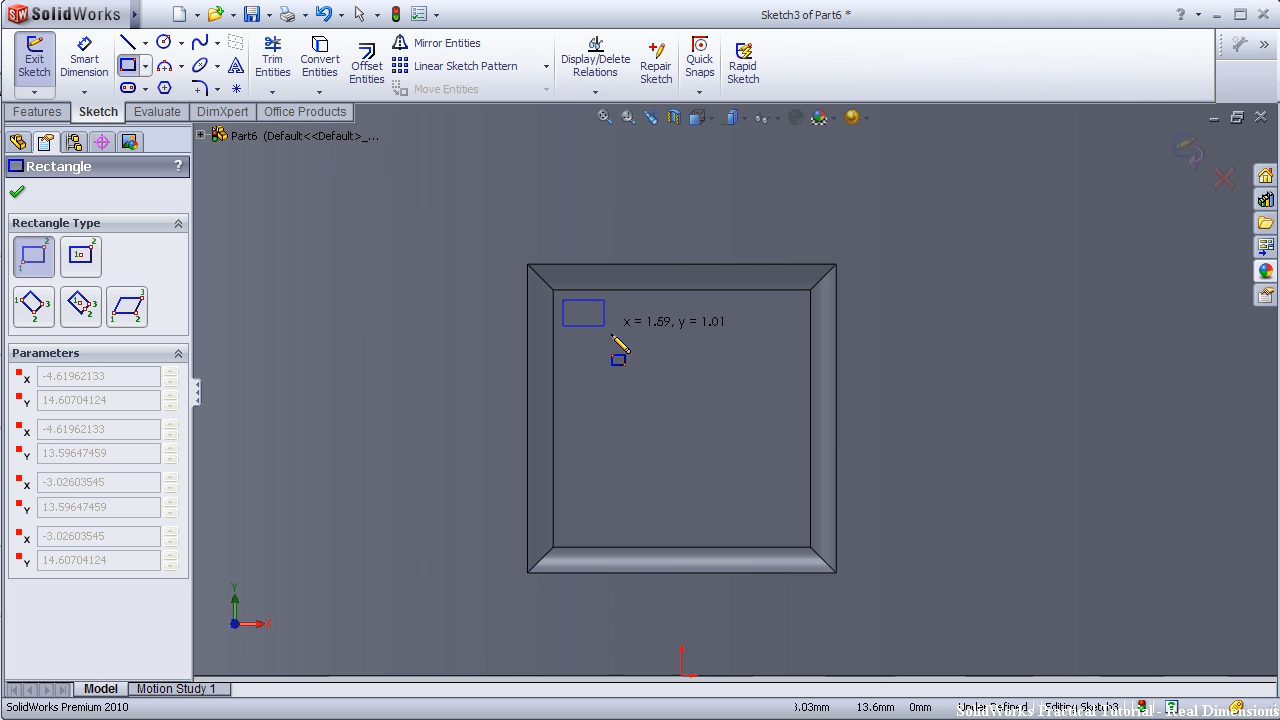 SolidWorks
Sketch3 of Part6 *
?
Exit Sketch
Smart Dimension
Trim Entities
Convert Entities
Offset Entities
Mirror Entities
Linear Sketch Pattern
Move Entities
Display/Delete Relations
Repair Sketch
Quick Snaps
Rapid Sketch
Features
Sketch
Evaluate
DimXpert
Office Products
Part6 (Default<<Default>_...
Rectangle
?
Rectangle Type
Parameters
X -4.61962133
Y 14.60704124
X -4.61962133
Y 13.59647459
X -3.02603545
Y 13.59647459
X -3.02603545
Y 14.60704124
x = 1.59, y = 1.01
Y
X
Model
Motion Study 1
SolidWorks Premium 2010
13.6mm
0mm
SolidWorks Practical Tutorial - Real Dimensions